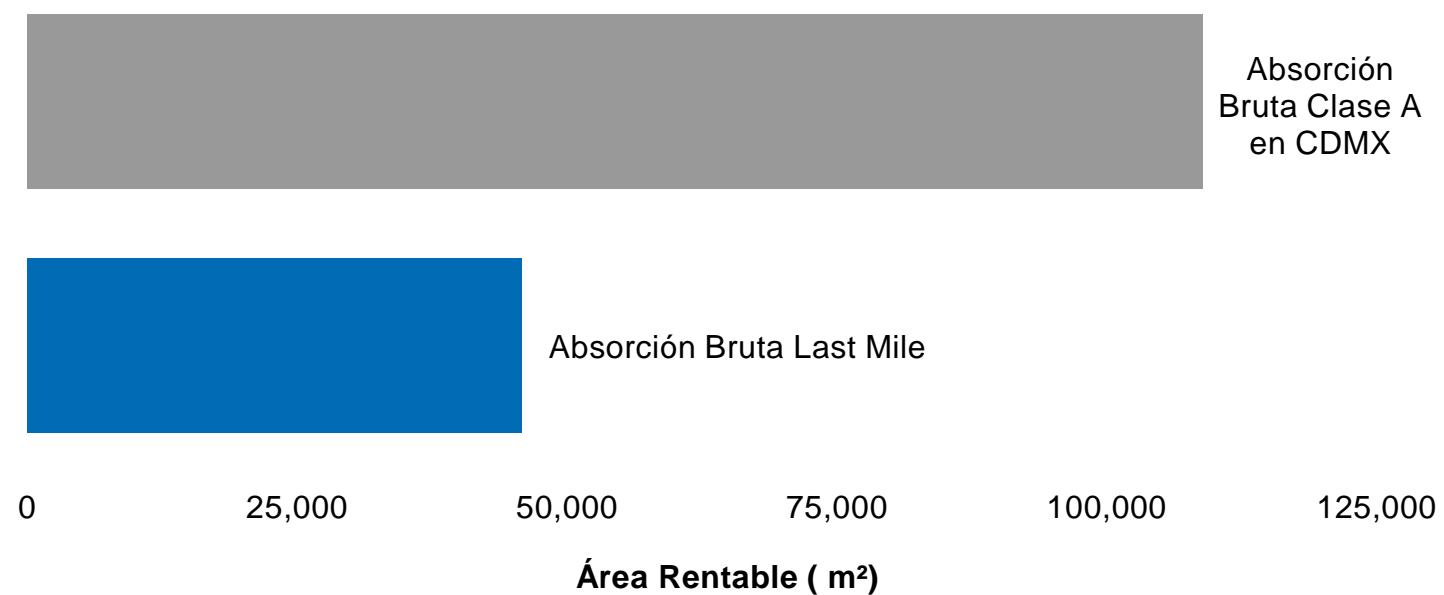 Absorción
Bruta Clase A
en CDMX
Absorción Bruta Last Mile
0 25,000 50,000 75,000 100,000 125,000
Área Rentable ( m²)